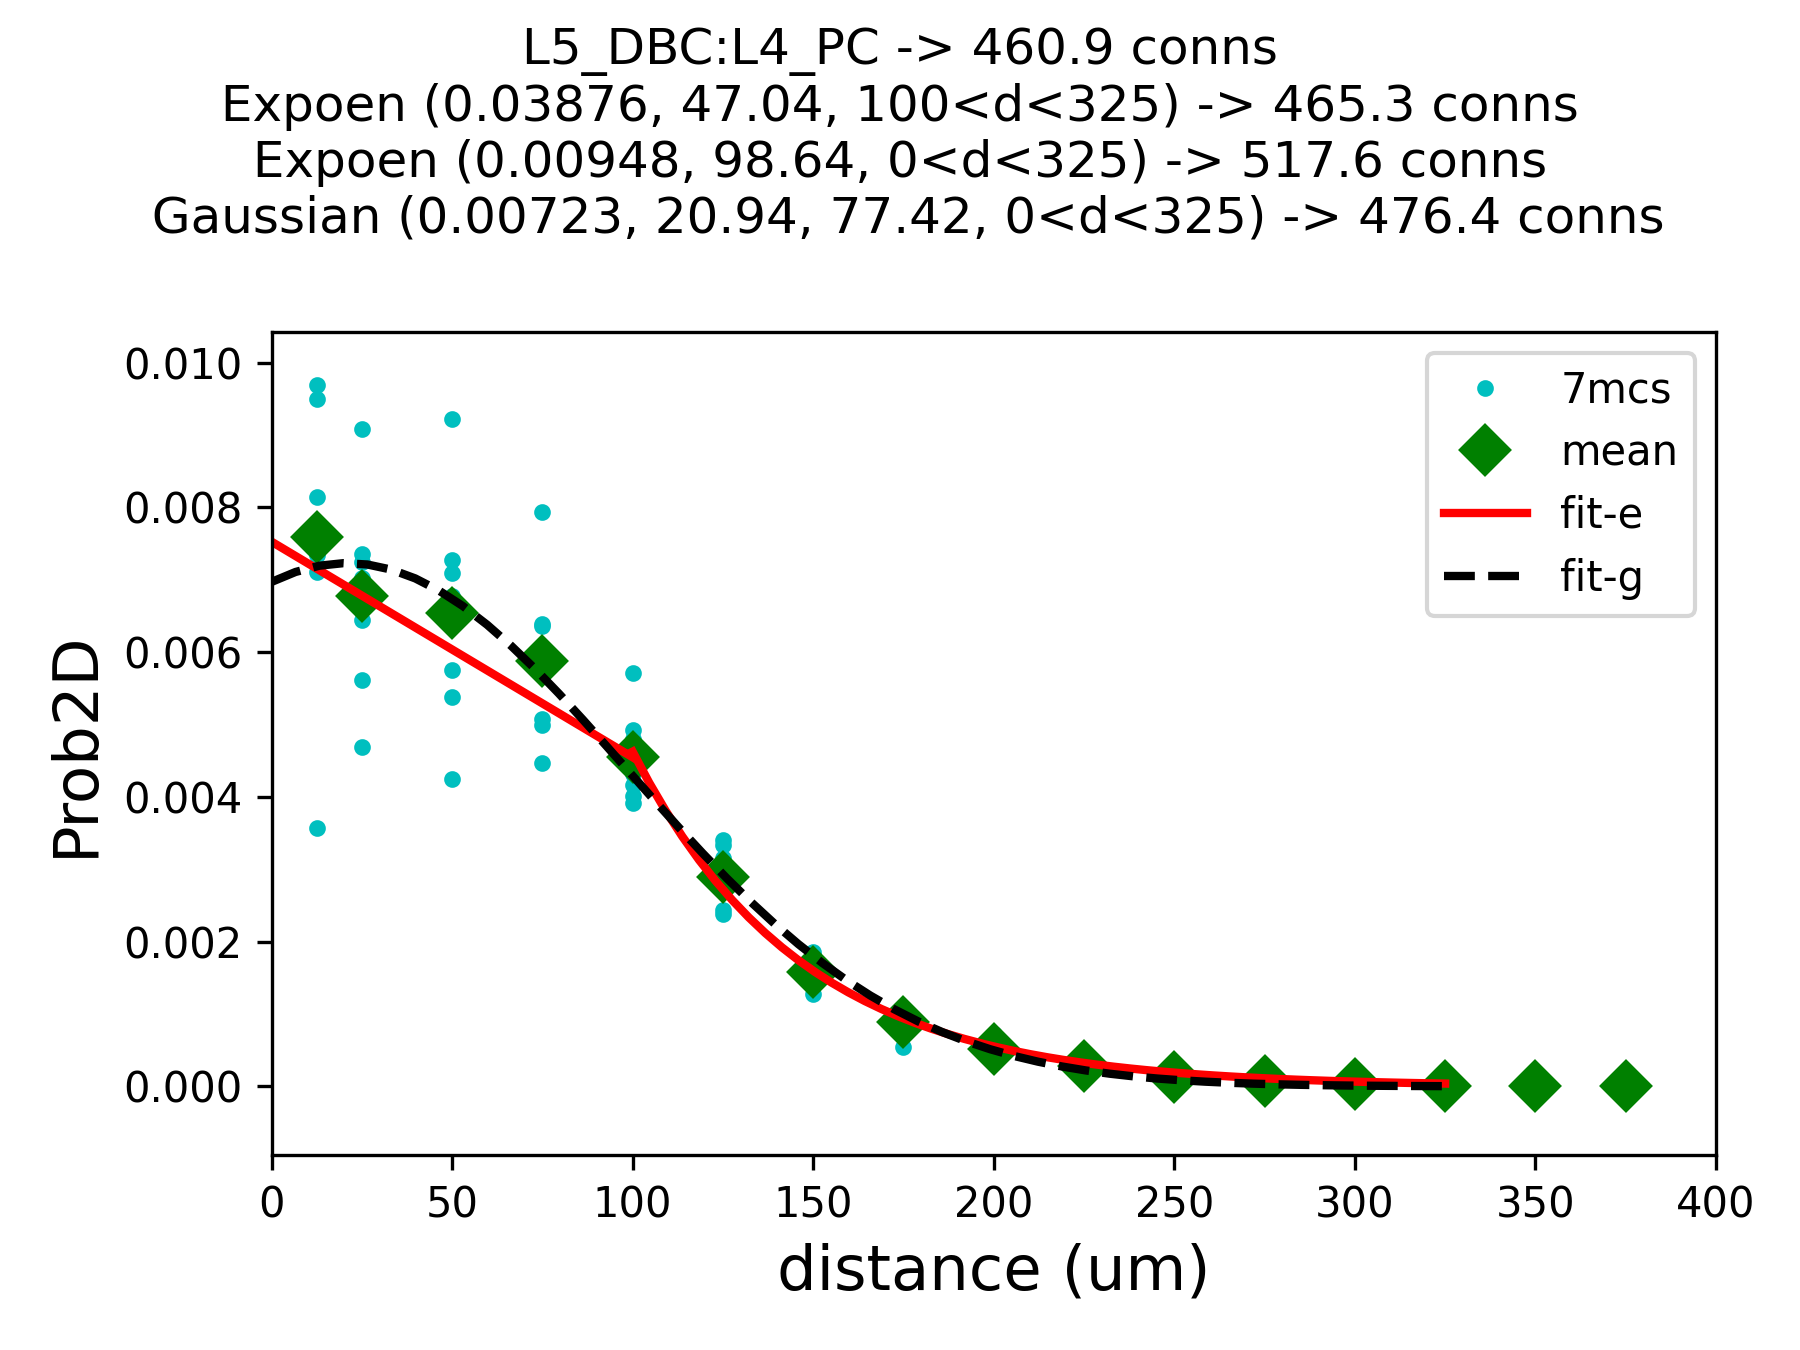 L5_DBC:L4_PC -> 460.9 conns
Expoen (0.03876, 47.04, 100<d<325) -> 465.3 conns
Expoen (0.00948, 98.64, 0<d<325) -> 517.6 conns
Gaussian (0.00723, 20.94, 77.42, 0<d<325) -> 476.4 conns
7mcs
mean
fit-e
fit-g
Prob2D
0.010
0.008
0.006
0.004
0.002
0.000
0 50 100 150 200 250 300 350 400
distance (um)